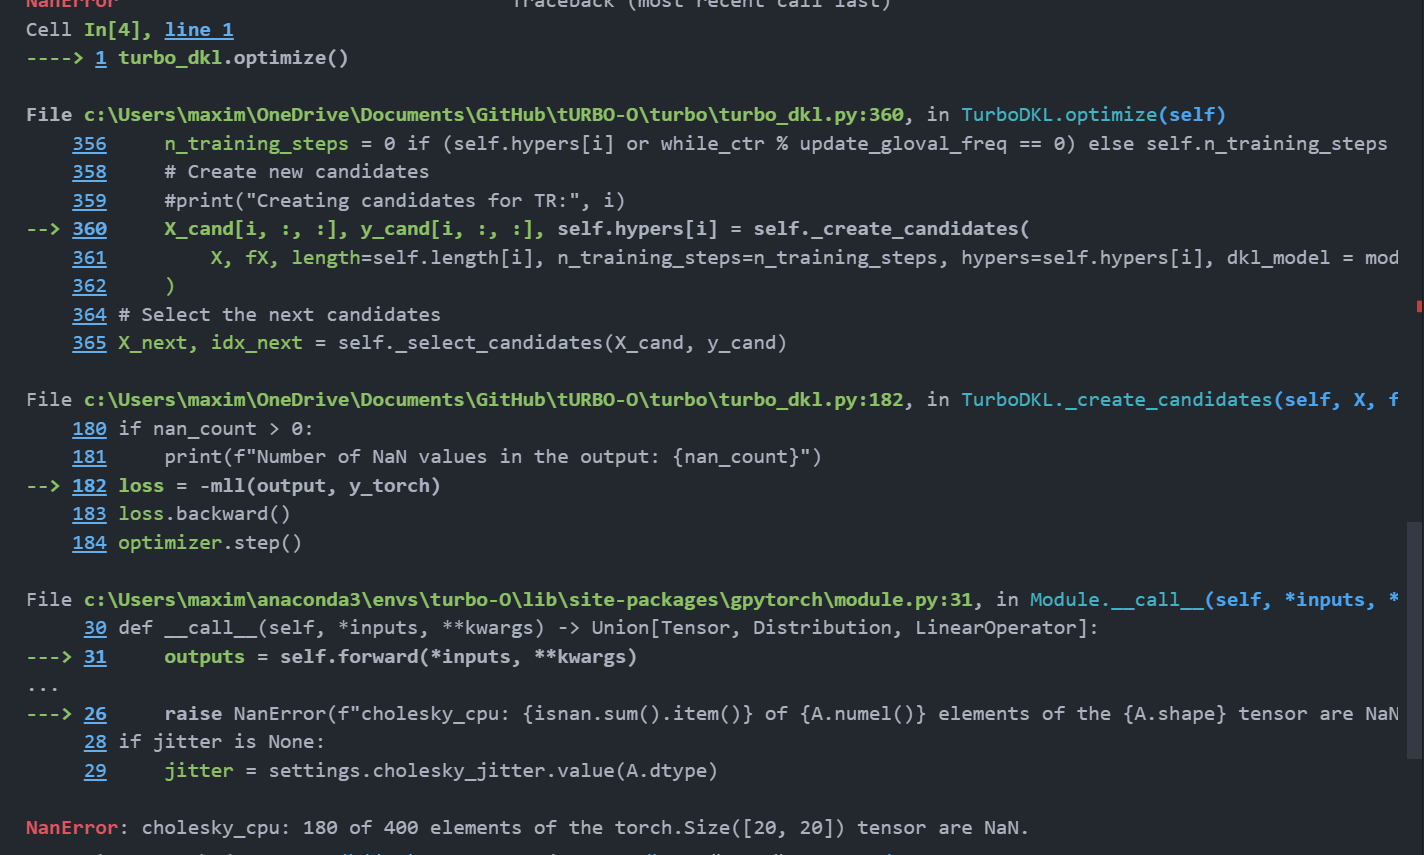 NanError                                  Traceback (most recent call last)
Cell In[4], line 1
----> 1 turbo_dkl.optimize()
File c:\Users\maxim\OneDrive\Documents\GitHub\tURBO-O\turbo\turbo_dkl.py:360, in TurboDKL.optimize(self)
    356     n_training_steps = 0 if (self.hypers[i] or while_ctr % update_gloval_freq == 0) else self.n_training_steps
    358     # Create new candidates
    359     #print("Creating candidates for TR:", i)
--> 360     X_cand[i, :, :], y_cand[i, :, :], self.hypers[i] = self._create_candidates(
    361         X, fX, length=self.length[i], n_training_steps=n_training_steps, hypers=self.hypers[i], dkl_model = mod
    362     )
    364 # Select the next candidates
    365 X_next, idx_next = self._select_candidates(X_cand, y_cand)
File c:\Users\maxim\OneDrive\Documents\GitHub\tURBO-O\turbo\turbo_dkl.py:182, in TurboDKL._create_candidates(self, X, f
    180 if nan_count > 0:
    181     print(f"Number of NaN values in the output: {nan_count}")
--> 182 loss = -mll(output, y_torch)
    183 loss.backward()
    184 optimizer.step()
File c:\Users\maxim\anaconda3\envs\turbo-O\lib\site-packages\gpytorch\module.py:31, in Module.__call__(self, *inputs, *
     30 def __call__(self, *inputs, **kwargs) -> Union[Tensor, Distribution, LinearOperator]:
---> 31     outputs = self.forward(*inputs, **kwargs)
...
---> 26     raise NanError(f"cholesky_cpu: {isnan.sum().item()} of {A.numel()} elements of the {A.shape} tensor are NaN
     28 if jitter is None:
     29     jitter = settings.cholesky_jitter.value(A.dtype)
NanError: cholesky_cpu: 180 of 400 elements of the torch.Size([20, 20]) tensor are NaN.